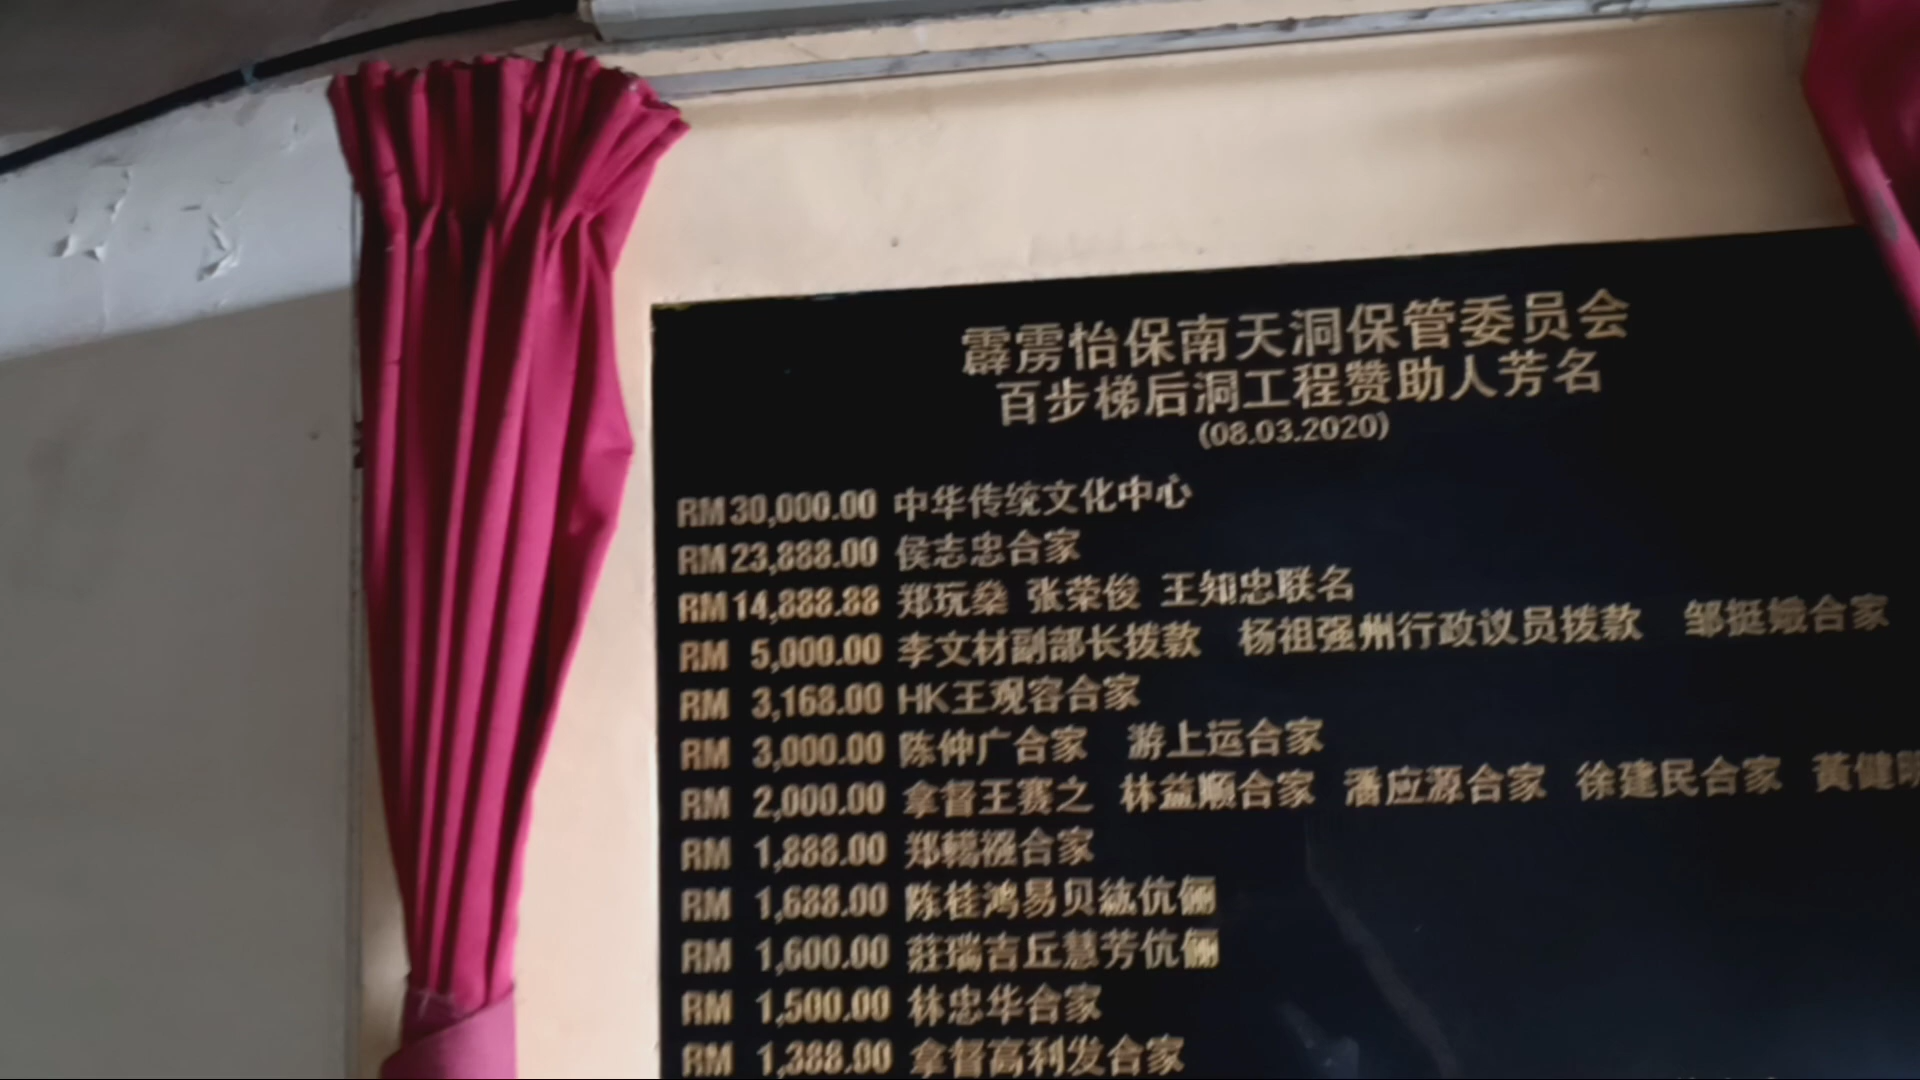 霹雳怡保南天洞保管委员会
百步梯后洞工程赞助人芳名
(08.03.2020)
RM 30,000.00 中华传统文化中心
RM 23,888.00 侯志忠合家
RM 14,888.88 郑玩燊 张荣俊 王知忠联名
RM 5,000.00 李文材副部长拨款 杨祖强州行政议员拨款 邹挺娥合家
RM 3,168.00 HK王观容合家
RM 3,000.00 陈仲广合家 游上运合家
RM 2,000.00 拿督王赛之 林益顺合家 潘应源合家 徐建民合家 黃健明
RM 1,888.00 郑 合家
RM 1,688.00 陈桂鸿易贝 伉俪
RM 1,600.00 莊瑞吉丘慧芳伉俪
RM 1,500.00 林忠华合家
RM 1,388.00 拿督高利发合家